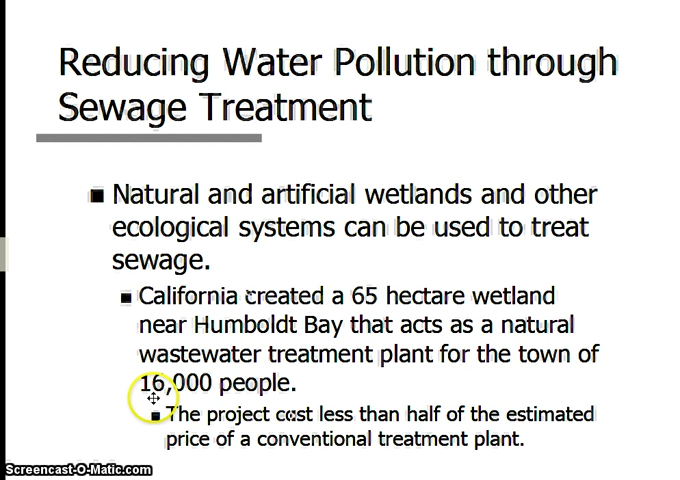 Reducing Water Pollution through
Sewage Treatment
Natural and artificial wetlands and other
ecological systems can be used to treat
sewage.
California created a 65 hectare wetland
near Humboldt Bay that acts as a natural
wastewater treatment plant for the town of
16,000 people.
The project cost less than half of the estimated
price of a conventional treatment plant.
Screencast-O-Matic.com